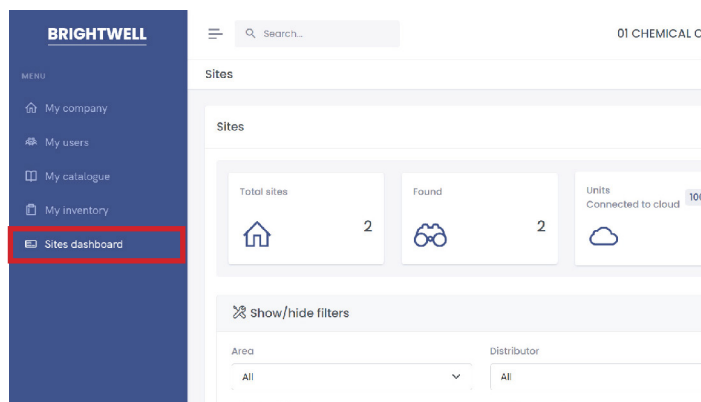 BRIGHTWELL
Search...
01 CHEMICAL
MENU
Sites
My company
My users
My catalogue
My inventory
Sites dashboard
Sites
Total sites
2
Found
2
Units
Connected to cloud
Show/hide filters
Area
All
Distributor
All